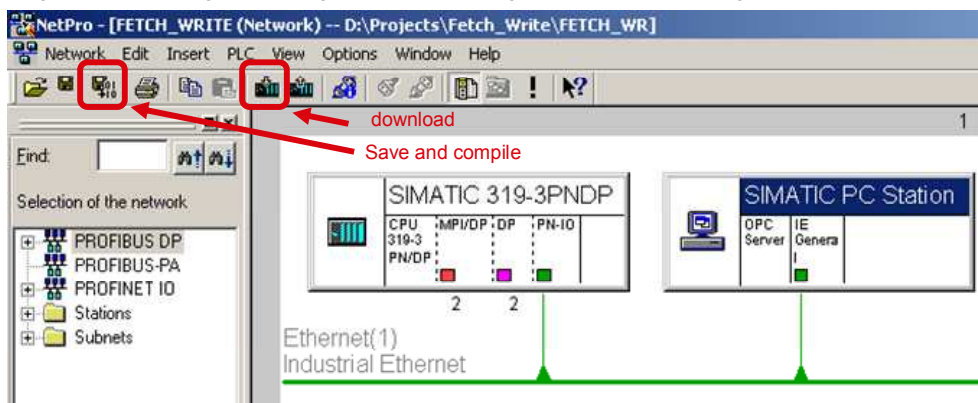 NetPro - [FETCH_WRITE (Network) -- D:\Projects\Fetch_Write\FETCH_WR]
Network Edit Insert PLC View Options Window Help
download
1
Save and compile
Find:
Selection of the network
PROFIBUS DP
PROFIBUS-PA
PROFINET IO
Stations
Subnets
SIMATIC 319-3PNDP
CPU
319-3
PN/DP
MPI/DP
DP
PN-IO
2 2
SIMATIC PC Station
OPC
Server
IE
Genera
l
Ethernet(1)
Industrial Ethernet